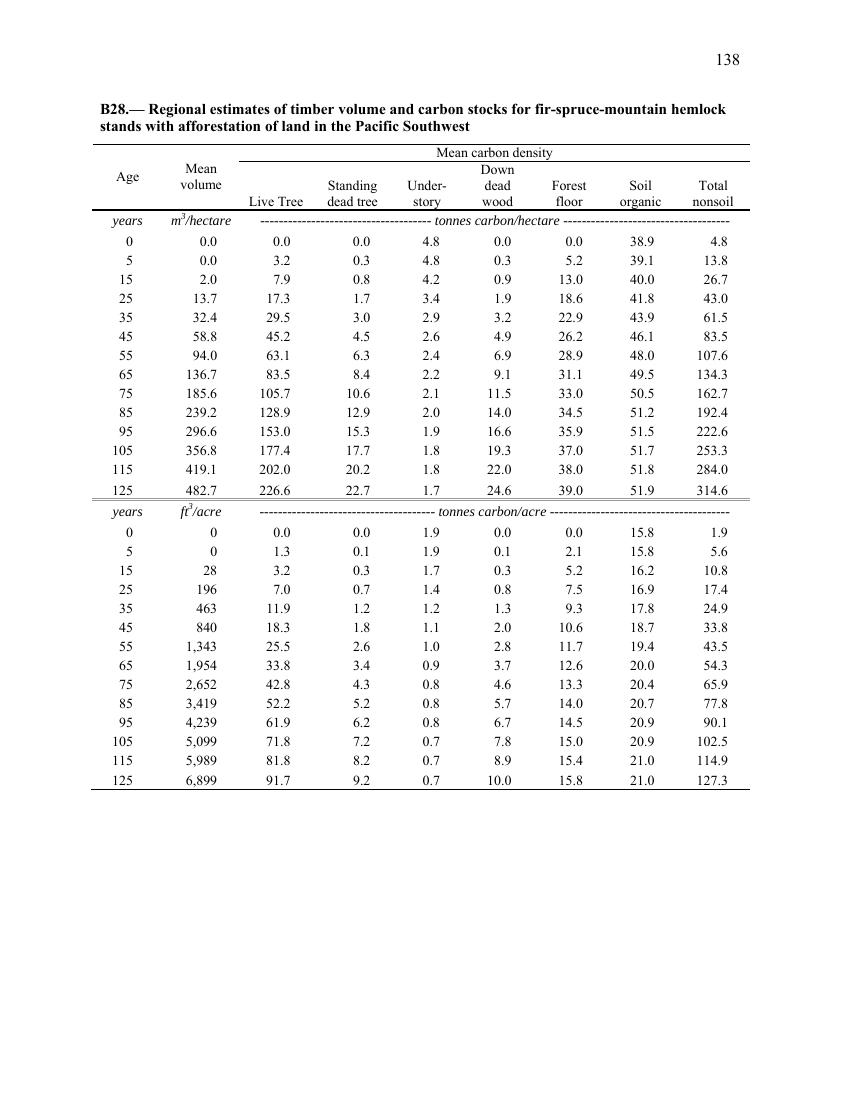 138
B28.— Regional estimates of timber volume and carbon stocks for fir-spruce-mountain hemlock
stands with afforestation of land in the Pacific Southwest
Mean carbon density
Age Mean volume Live Tree Standing dead tree Under-story Down dead wood Forest floor Soil organic Total nonsoil
years m³/hectare ------------------------------------- tonnes carbon/hectare ------------------------------------
0 0.0 0.0 0.0 4.8 0.0 0.0 38.9 4.8
5 0.0 3.2 0.3 4.8 0.3 5.2 39.1 13.8
15 2.0 7.9 0.8 4.2 0.9 13.0 40.0 26.7
25 13.7 17.3 1.7 3.4 1.9 18.6 41.8 43.0
35 32.4 29.5 3.0 2.9 3.2 22.9 43.9 61.5
45 58.8 45.2 4.5 2.6 4.9 26.2 46.1 83.5
55 94.0 63.1 6.3 2.4 6.9 28.9 48.0 107.6
65 136.7 83.5 8.4 2.2 9.1 31.1 49.5 134.3
75 185.6 105.7 10.6 2.1 11.5 33.0 50.5 162.7
85 239.2 128.9 12.9 2.0 14.0 34.5 51.2 192.4
95 296.6 153.0 15.3 1.9 16.6 35.9 51.5 222.6
105 356.8 177.4 17.7 1.8 19.3 37.0 51.7 253.3
115 419.1 202.0 20.2 1.8 22.0 38.0 51.8 284.0
125 482.7 226.6 22.7 1.7 24.6 39.0 51.9 314.6
years ft³/acre -------------------------------------- tonnes carbon/acre ---------------------------------------
0 0 0.0 0.0 1.9 0.0 0.0 15.8 1.9
5 0 1.3 0.1 1.9 0.1 2.1 15.8 5.6
15 28 3.2 0.3 1.7 0.3 5.2 16.2 10.8
25 196 7.0 0.7 1.4 0.8 7.5 16.9 17.4
35 463 11.9 1.2 1.2 1.3 9.3 17.8 24.9
45 840 18.3 1.8 1.1 2.0 10.6 18.7 33.8
55 1,343 25.5 2.6 1.0 2.8 11.7 19.4 43.5
65 1,954 33.8 3.4 0.9 3.7 12.6 20.0 54.3
75 2,652 42.8 4.3 0.8 4.6 13.3 20.4 65.9
85 3,419 52.2 5.2 0.8 5.7 14.0 20.7 77.8
95 4,239 61.9 6.2 0.8 6.7 14.5 20.9 90.1
105 5,099 71.8 7.2 0.7 7.8 15.0 20.9 102.5
115 5,989 81.8 8.2 0.7 8.9 15.4 21.0 114.9
125 6,899 91.7 9.2 0.7 10.0 15.8 21.0 127.3